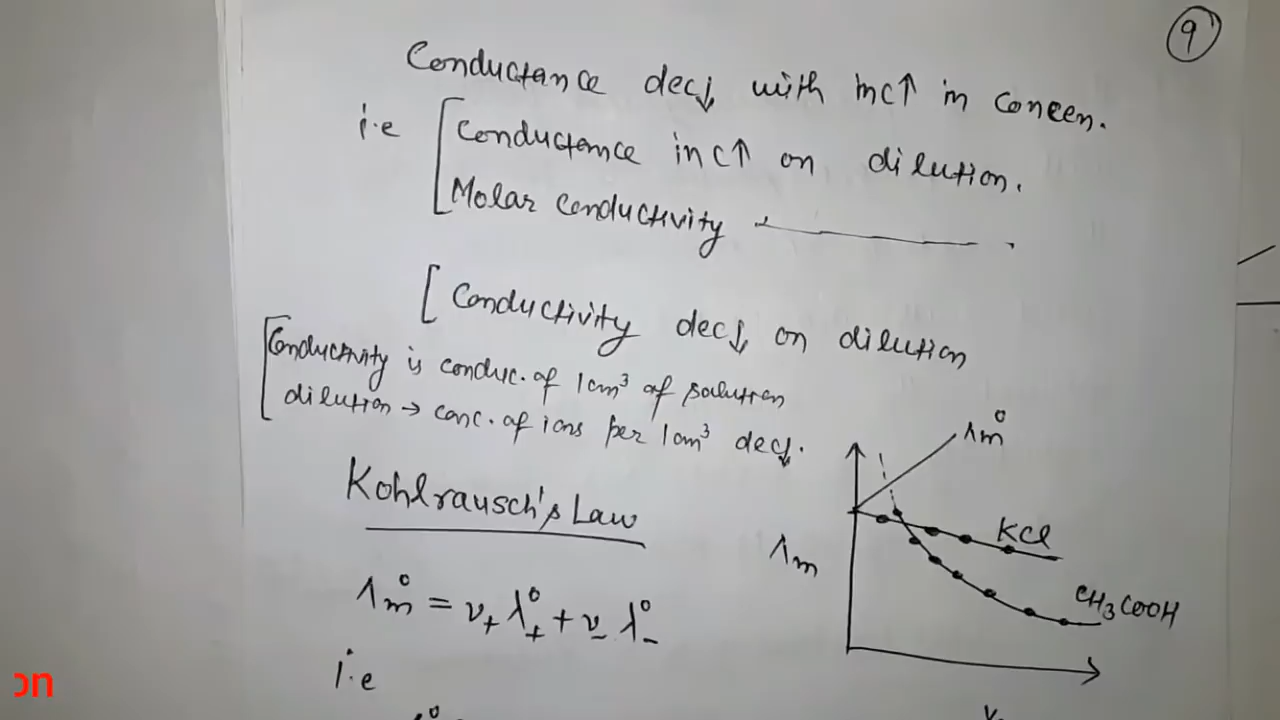 9
Conductance dec↓ with inc↑ in concen.
i.e [Conductance inc↑ on dilution.
[Molar conductivity —————— .
[Conductivity dec↓ on dilution
[Conductivity is conduc. of 1cm³ of solution
dilution → conc. of ions per 1cm³ dec↓.
Kohlrausch's Law
Λm° = ν+ λ°+ + ν- λ°-
i.e
Λm°
Λm
KCl
CH3COOH
on